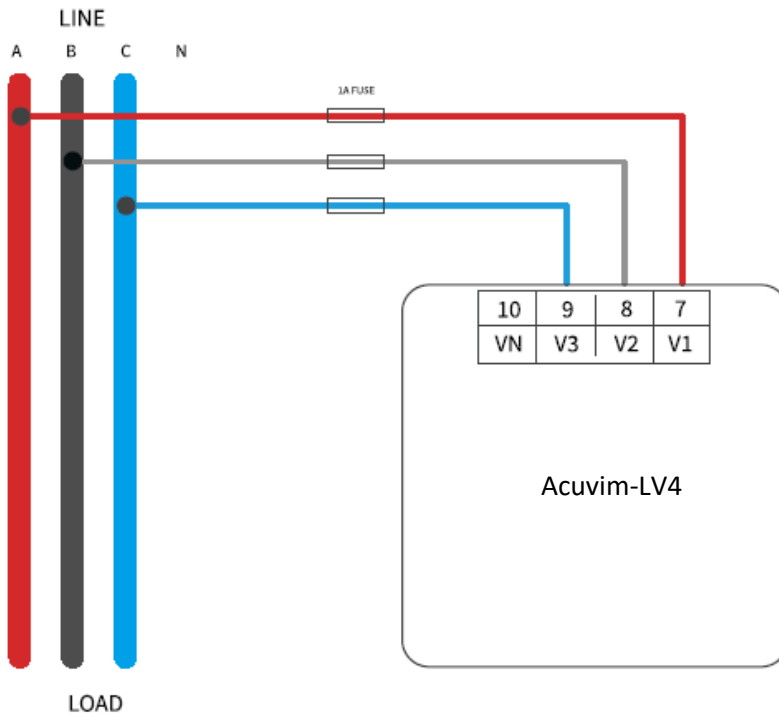 LINE
A B C N
1A FUSE
10 9 8 7
VN V3 V2 V1
Acuvim-LV4
LOAD